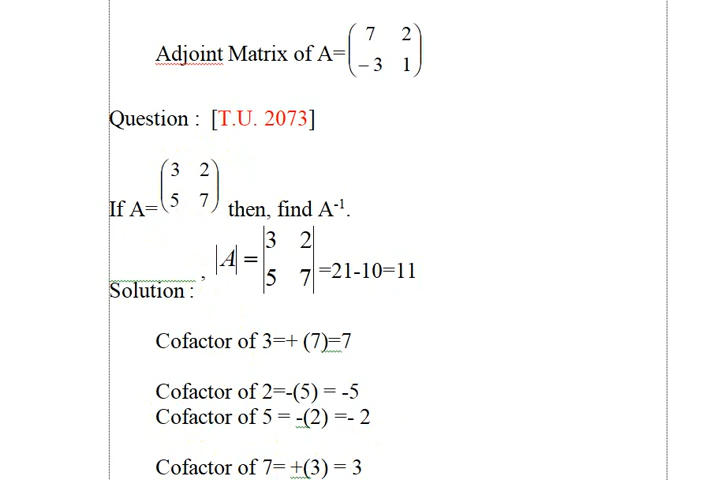 Adjoint Matrix of A= ( 7 2
-3 1 )
Question : [T.U. 2073]
If A= ( 3 2
5 7 ) then, find A⁻¹.
Solution : , |A| = | 3 2
5 7 | =21-10=11
Cofactor of 3=+ (7)=7
Cofactor of 2=-(5) = -5
Cofactor of 5 = -(2) =- 2
Cofactor of 7= +(3) = 3